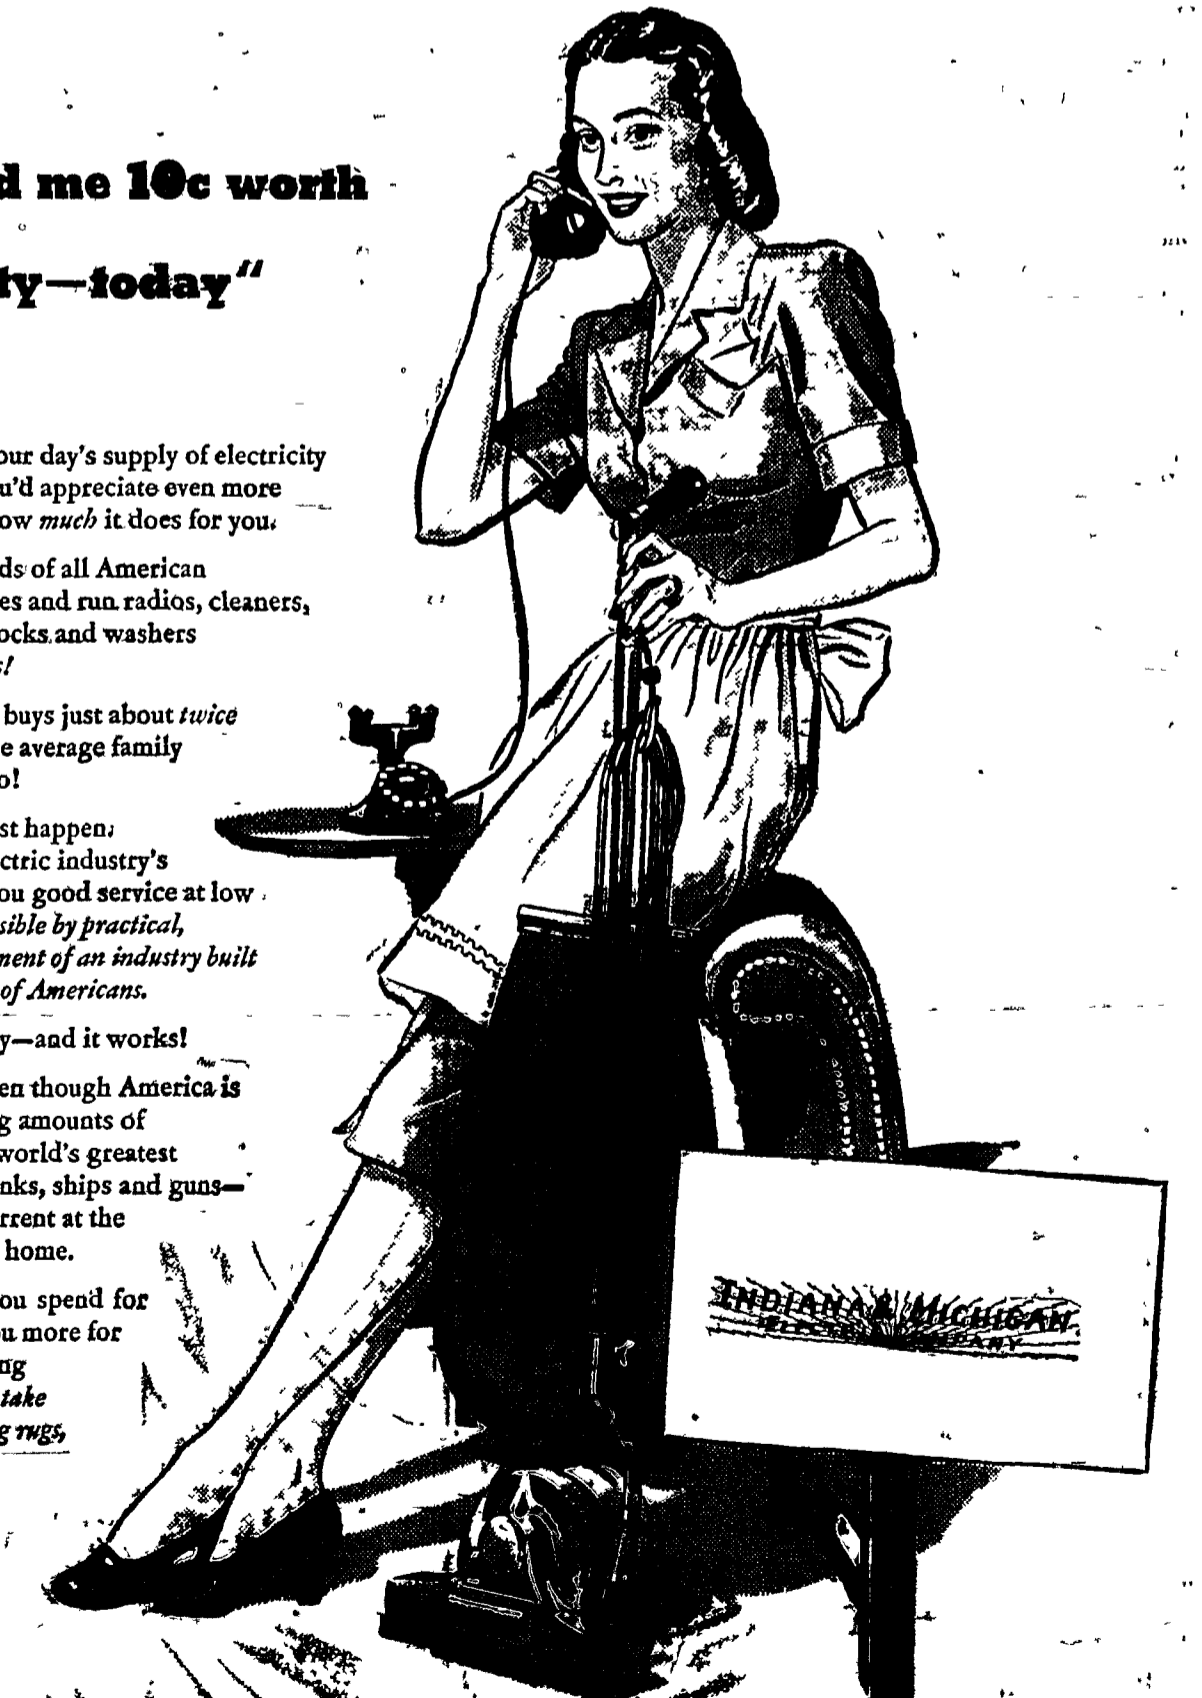 d me 10c worth
ty—today"
our day's supply of electricity
u'd appreciate even more
ow much it does for you.
ds of all American
es and run radios, cleaners,
ocks and washers
s!
buys just about twice
e average family
o!
st happen.
ctric industry's
ou good service at low
sible by practical,
ment of an industry built
of Americans.
y—and it works!
en though America is
g amounts of
world's greatest
nks, ships and guns—
rrent at the
home.
ou spend for
u more for
ng
take
g rugs,
INDIANA & MICHIGAN
ELECTRIC COMPANY